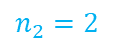 n₂ = 2